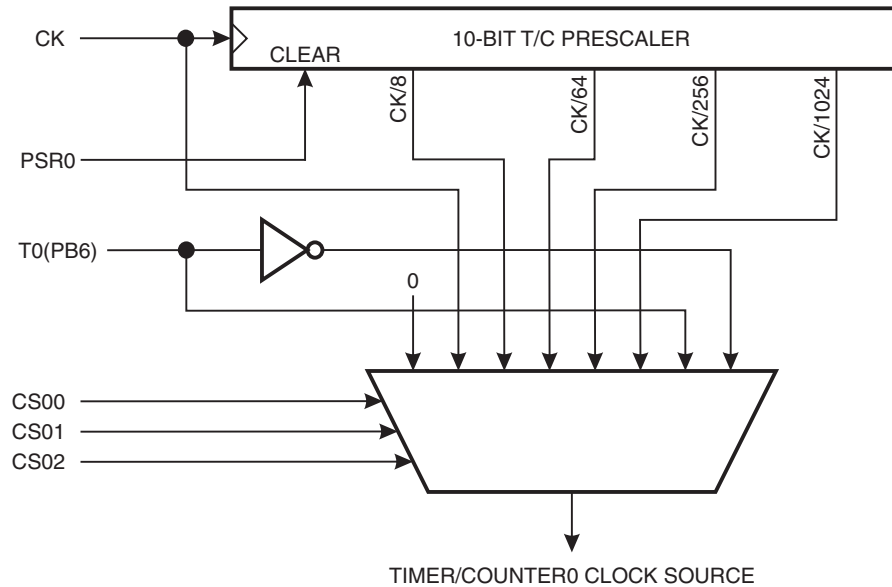 CK
10-BIT T/C PRESCALER
CLEAR
CK/8
CK/64
CK/256
CK/1024
PSR0
T0(PB6)
0
CS00
CS01
CS02
TIMER/COUNTER0 CLOCK SOURCE